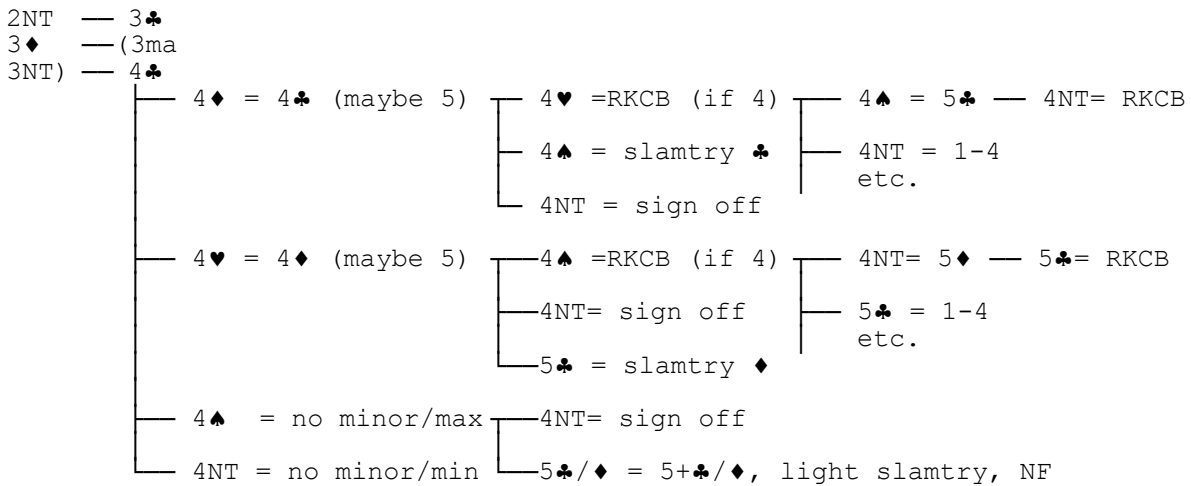 2NT — 3♣
3♦ —(3ma
3NT) — 4♣
4♦ = 4♣ (maybe 5) 4♥ =RKCB (if 4) 4♠ = 5♣ — 4NT= RKCB
4♠ = slamtry ♣ 4NT = 1-4
etc.
4NT = sign off
4♥ = 4♦ (maybe 5) 4♠ =RKCB (if 4) 4NT= 5♦ — 5♣= RKCB
4NT= sign off 5♣ = 1-4
etc.
5♣ = slamtry ♦
4♠ = no minor/max 4NT= sign off
4NT = no minor/min 5♣/♦ = 5+♣/♦, light slamtry, NF